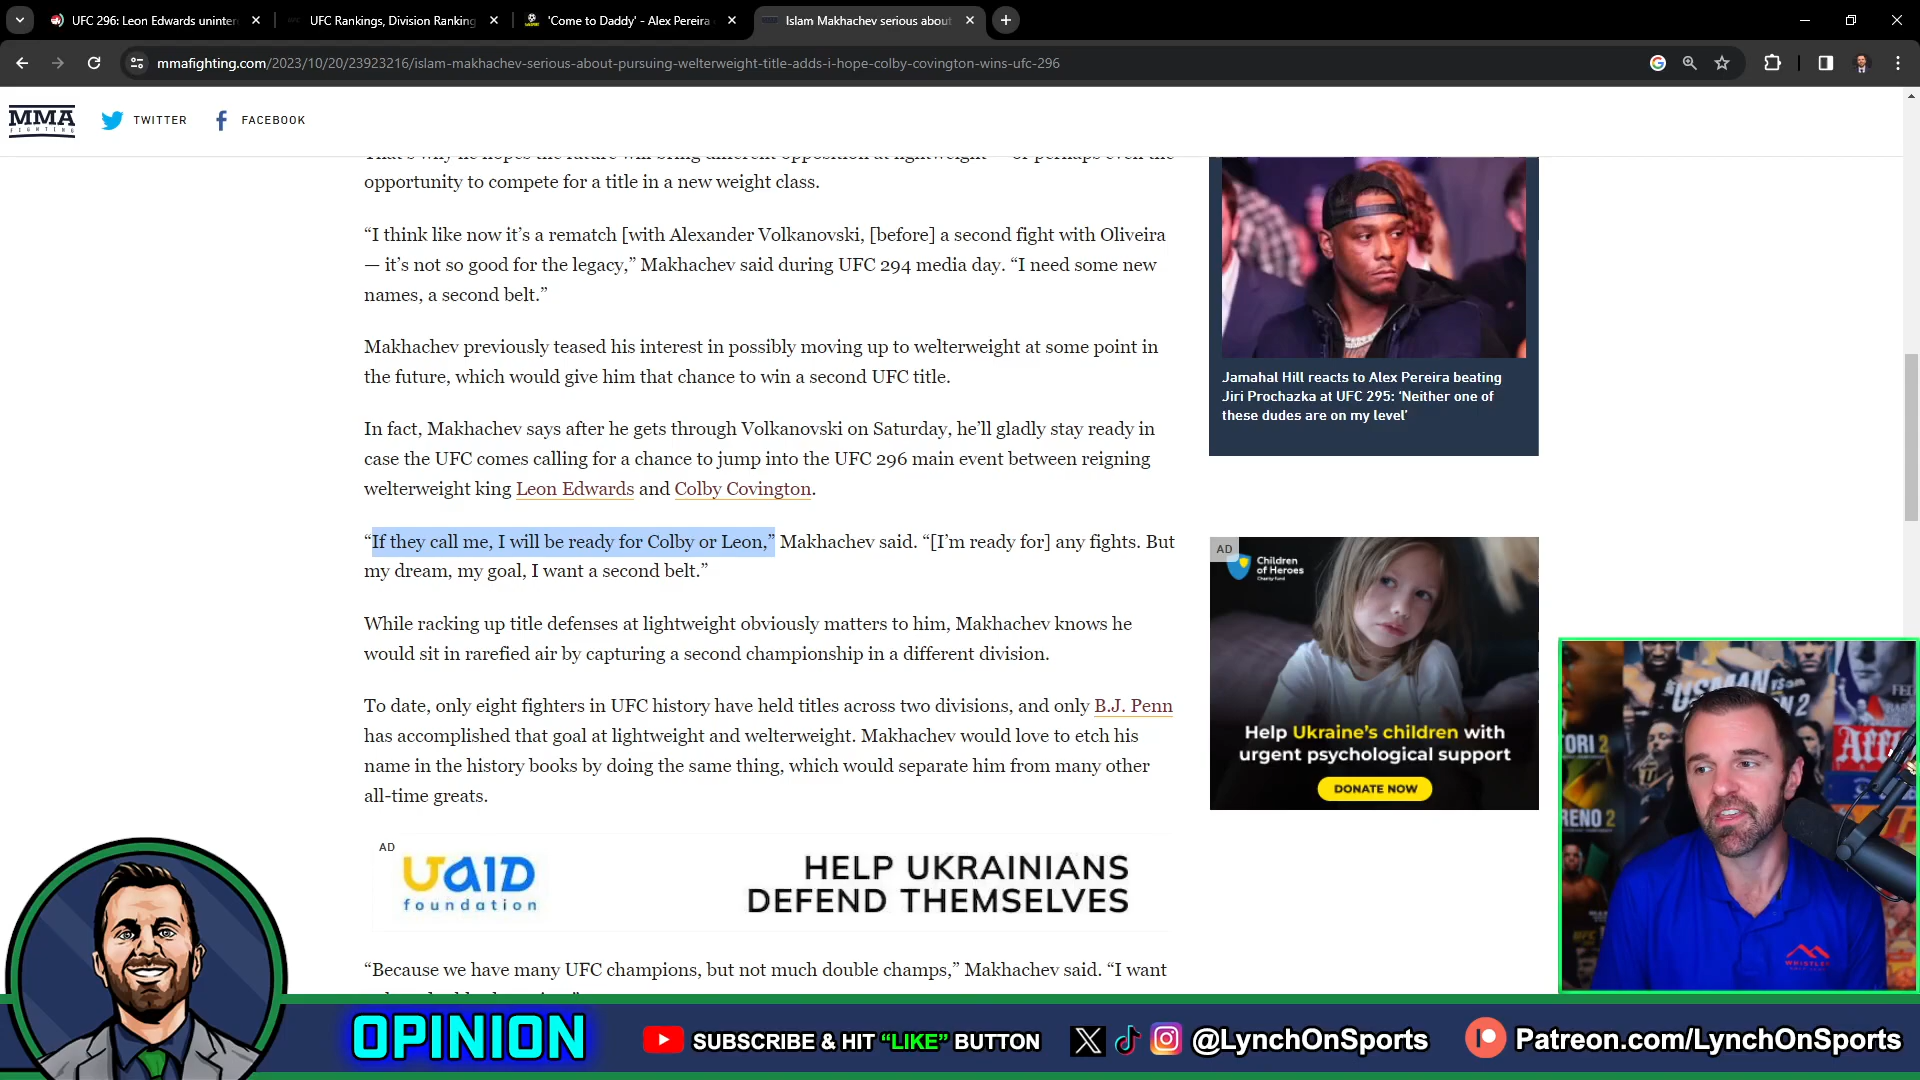 UFC 296: Leon Edwards uninter
UFC Rankings, Division Ranking
'Come to Daddy' - Alex Pereira
Islam Makhachev serious about
mmafighting.com/2023/10/20/23923216/islam-makhachev-serious-about-pursuing-welterweight-title-adds-i-hope-colby-covington-wins-ufc-296
MMA
FIGHTING
TWITTER
FACEBOOK
That's why he hopes the future will bring different opposition at lightweight — or perhaps even the
opportunity to compete for a title in a new weight class.
“I think like now it’s a rematch [with Alexander Volkanovski, [before] a second fight with Oliveira
— it’s not so good for the legacy,” Makhachev said during UFC 294 media day. “I need some new
names, a second belt.”
Makhachev previously teased his interest in possibly moving up to welterweight at some point in
the future, which would give him that chance to win a second UFC title.
In fact, Makhachev says after he gets through Volkanovski on Saturday, he’ll gladly stay ready in
case the UFC comes calling for a chance to jump into the UFC 296 main event between reigning
welterweight king Leon Edwards and Colby Covington.
“If they call me, I will be ready for Colby or Leon,” Makhachev said. “[I’m ready for] any fights. But
my dream, my goal, I want a second belt.”
While racking up title defenses at lightweight obviously matters to him, Makhachev knows he
would sit in rarefied air by capturing a second championship in a different division.
To date, only eight fighters in UFC history have held titles across two divisions, and only B.J. Penn
has accomplished that goal at lightweight and welterweight. Makhachev would love to etch his
name in the history books by doing the same thing, which would separate him from many other
all-time greats.
AD
UAID
foundation
HELP UKRAINIANS
DEFEND THEMSELVES
“Because we have many UFC champions, but not much double champs,” Makhachev said. “I want
Jamahal Hill reacts to Alex Pereira beating
Jiri Prochazka at UFC 295: ‘Neither one of
these dudes are on my level’
AD
Children
of Heroes
Charity fund
Help Ukraine’s children with
urgent psychological support
DONATE NOW
USMAN
TORI 2
RENO 2
WHISTLER
OPINION
SUBSCRIBE & HIT “LIKE” BUTTON
@LynchOnSports
Patreon.com/LynchOnSports